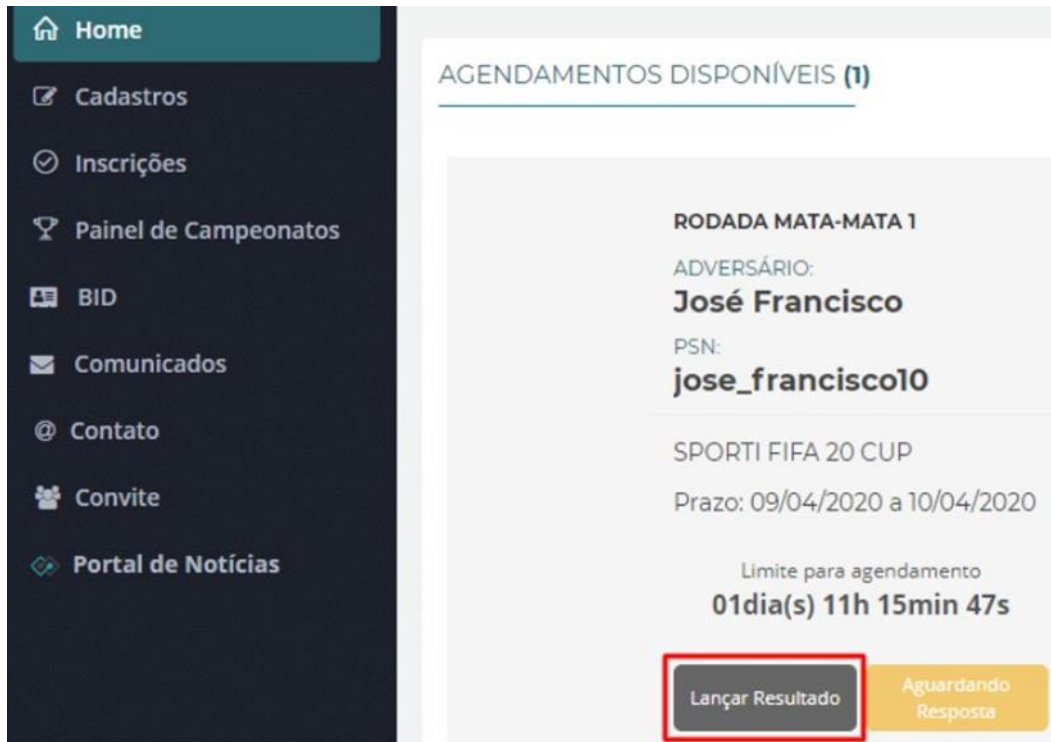 Home
Cadastros
Inscrições
Painel de Campeonatos
BID
Comunicados
@ Contato
Convite
Portal de Notícias
AGENDAMENTOS DISPONÍVEIS (1)
RODADA MATA-MATA 1
ADVERSÁRIO:
José Francisco
PSN:
jose_francisco10
SPORTI FIFA 20 CUP
Prazo: 09/04/2020 a 10/04/2020
Limite para agendamento
01dia(s) 11h 15min 47s
Lançar Resultado
Aguardando
Resposta